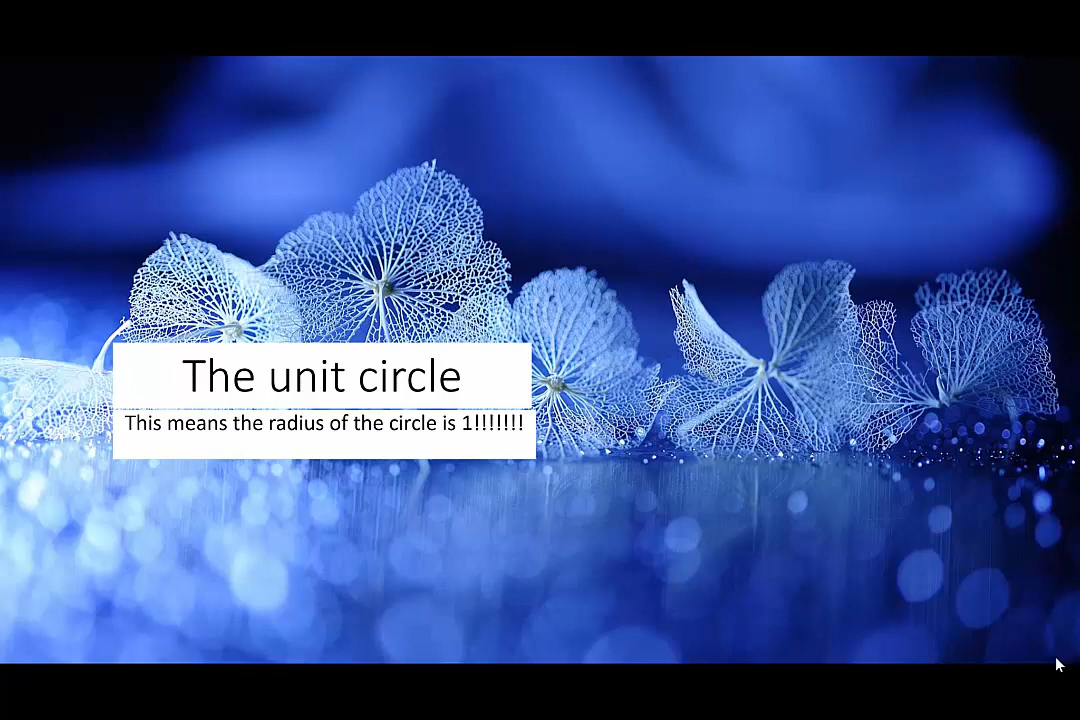 The unit circle
This means the radius of the circle is 1!!!!!!!